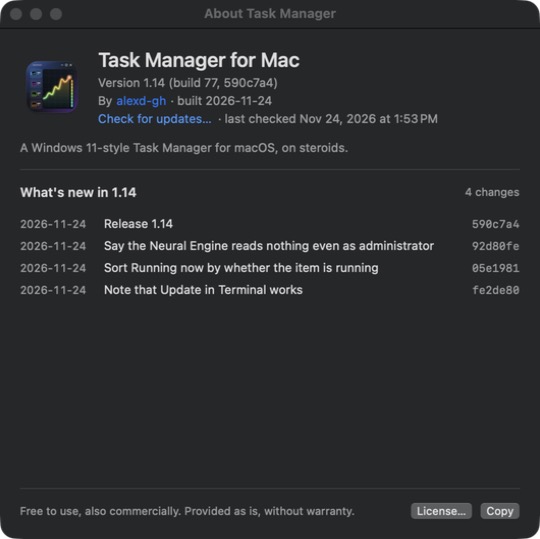 About Task Manager
Task Manager for Mac
Version 1.14 (build 77, 590c7a4)
By alexd-gh · built 2026-11-24
Check for updates... · last checked Nov 24, 2026 at 1:53 PM
A Windows 11-style Task Manager for macOS, on steroids.
What's new in 1.14 4 changes
2026-11-24 Release 1.14 590c7a4
2026-11-24 Say the Neural Engine reads nothing even as administrator 92d80fe
2026-11-24 Sort Running now by whether the item is running 05e1981
2026-11-24 Note that Update in Terminal works fe2de80
Free to use, also commercially. Provided as is, without warranty. License... Copy